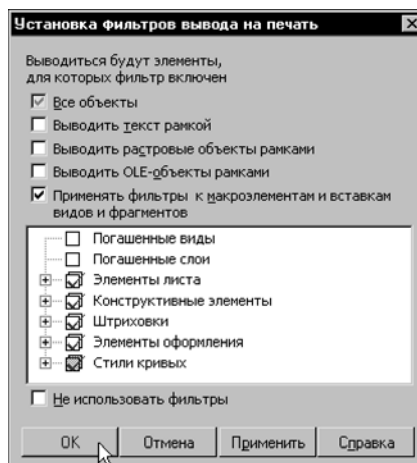 Установка фильтров вывода на печать
Выводиться будут элементы,
для которых фильтр включен
Все объекты
Выводить текст рамкой
Выводить растровые объекты рамками
Выводить OLE-объекты рамками
Применять фильтры к макроэлементам и вставкам
видов и фрагментов
Погашенные виды
Погашенные слои
Элементы листа
Конструктивные элементы
Штриховки
Элементы оформления
Стили кривых
Не использовать фильтры
OK Отмена Применить Справка